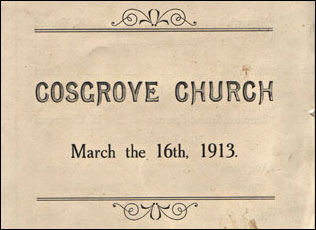 COSGROVE CHURCH
March the 16th, 1913.